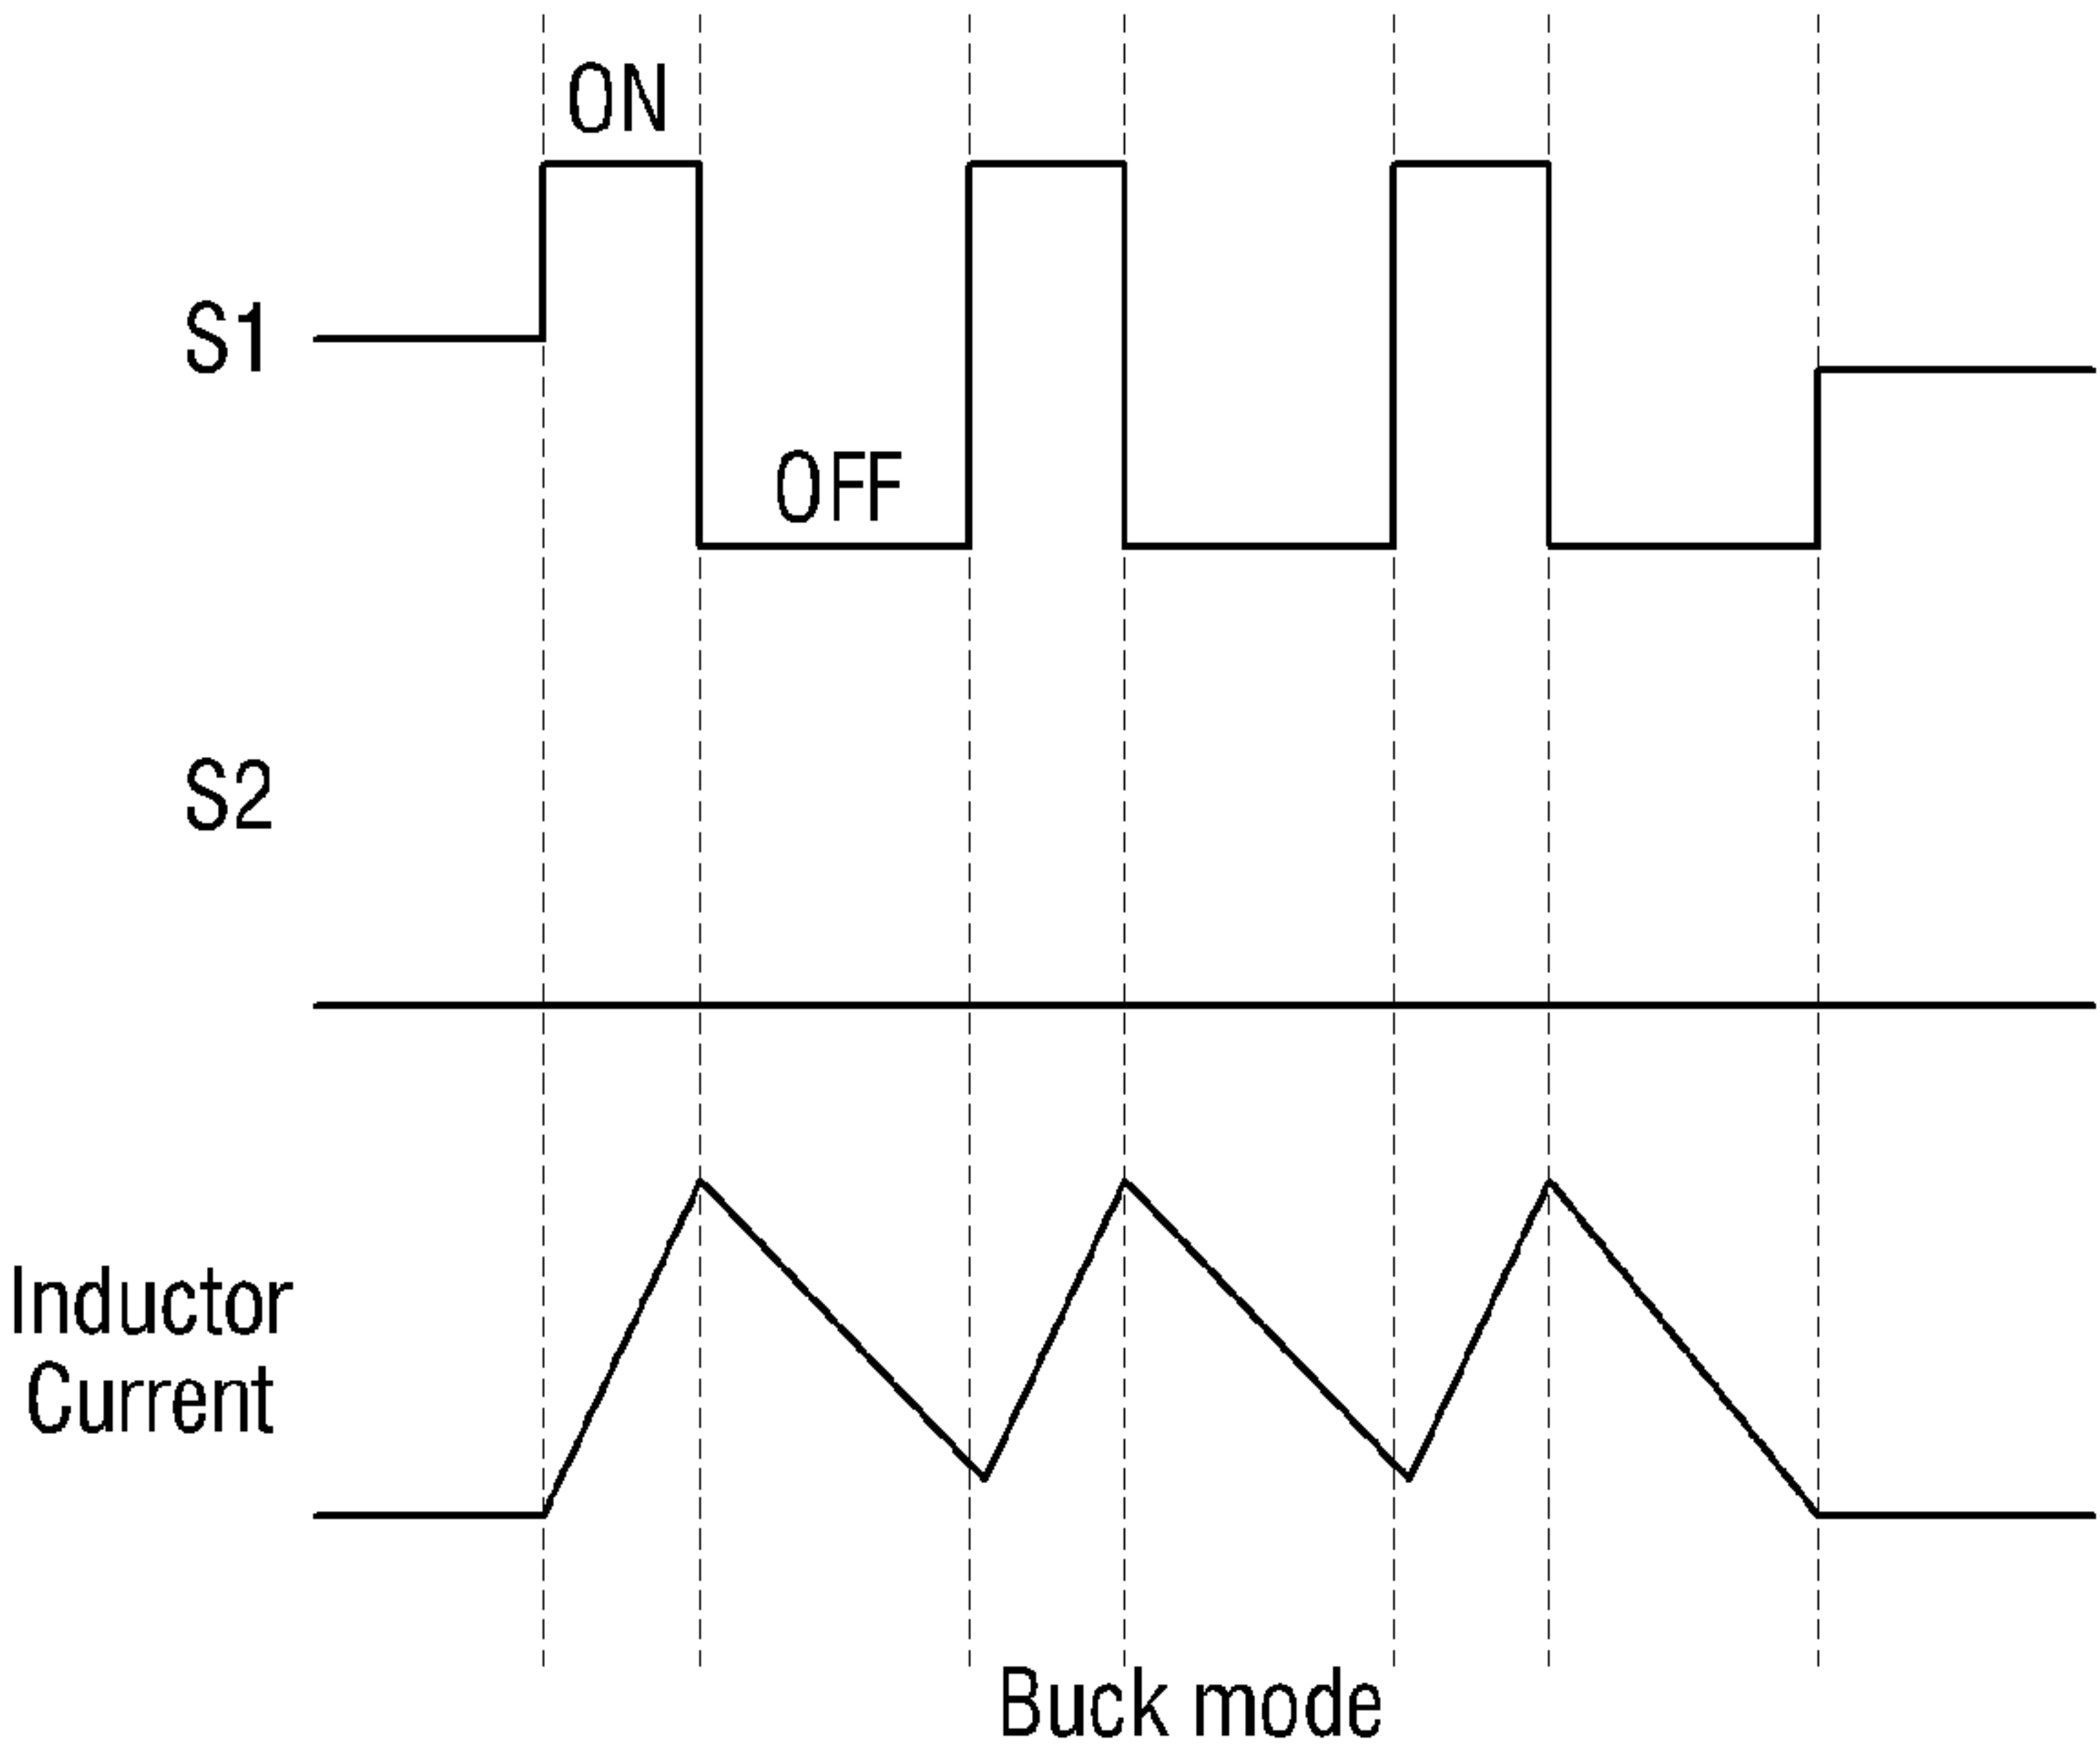 ON
S1
OFF
S2
Inductor
Current
Buck mode